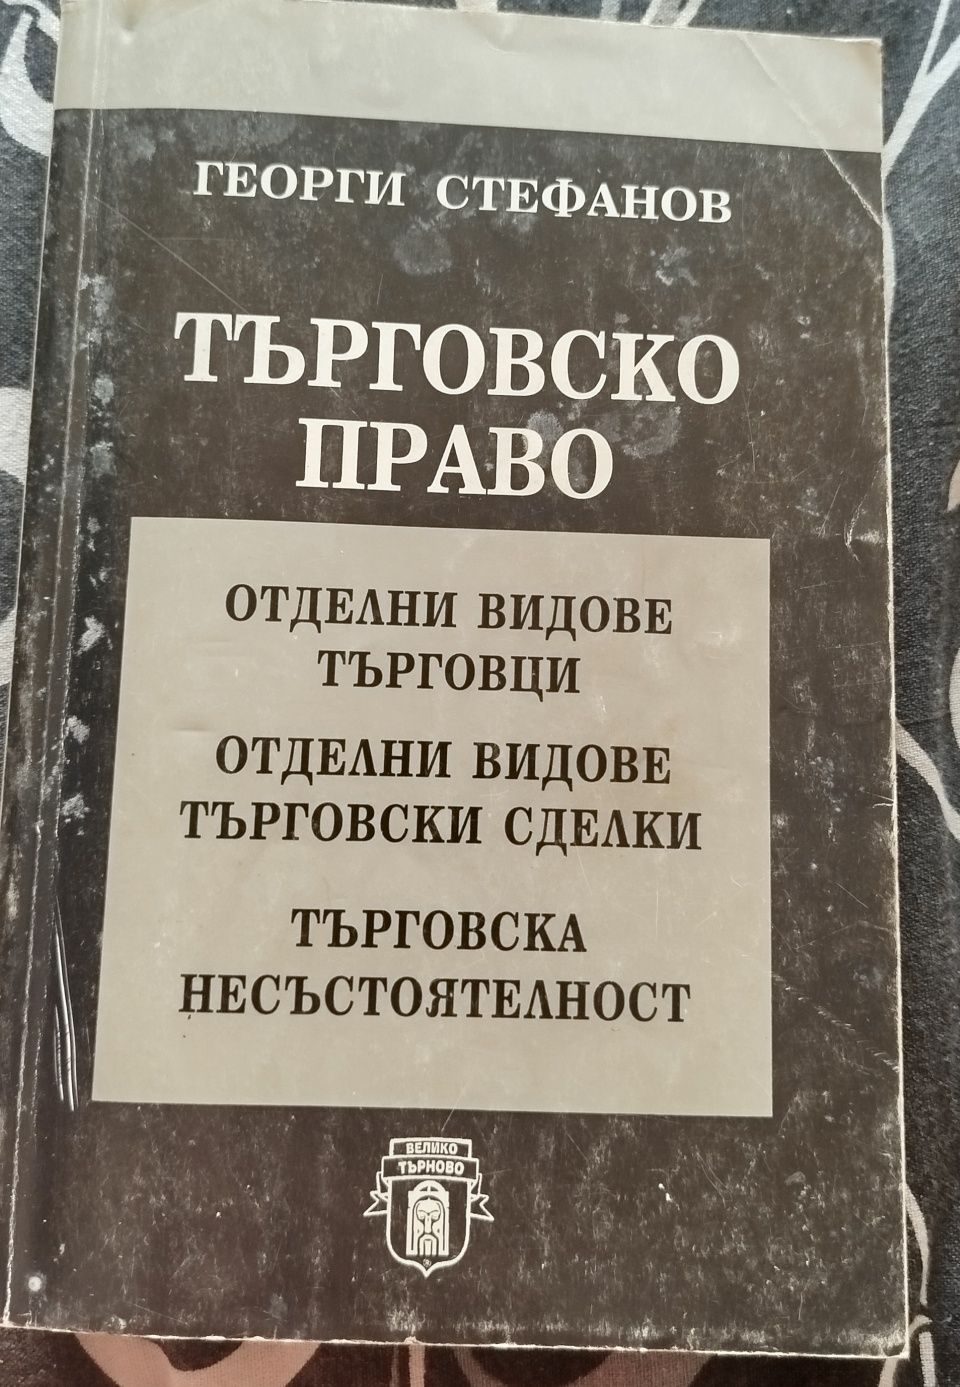 ГЕОРГИ СТЕФАНОВ
ТЪРГОВСКО
ПРАВО
ОТДЕЛНИ ВИДОВЕ
ТЪРГОВЦИ
ОТДЕЛНИ ВИДОВЕ
ТЪРГОВСКИ СДЕЛКИ
ТЪРГОВСКА
НЕСЪСТОЯТЕЛНОСТ
ВЕЛИКО
ТЪРНОВО